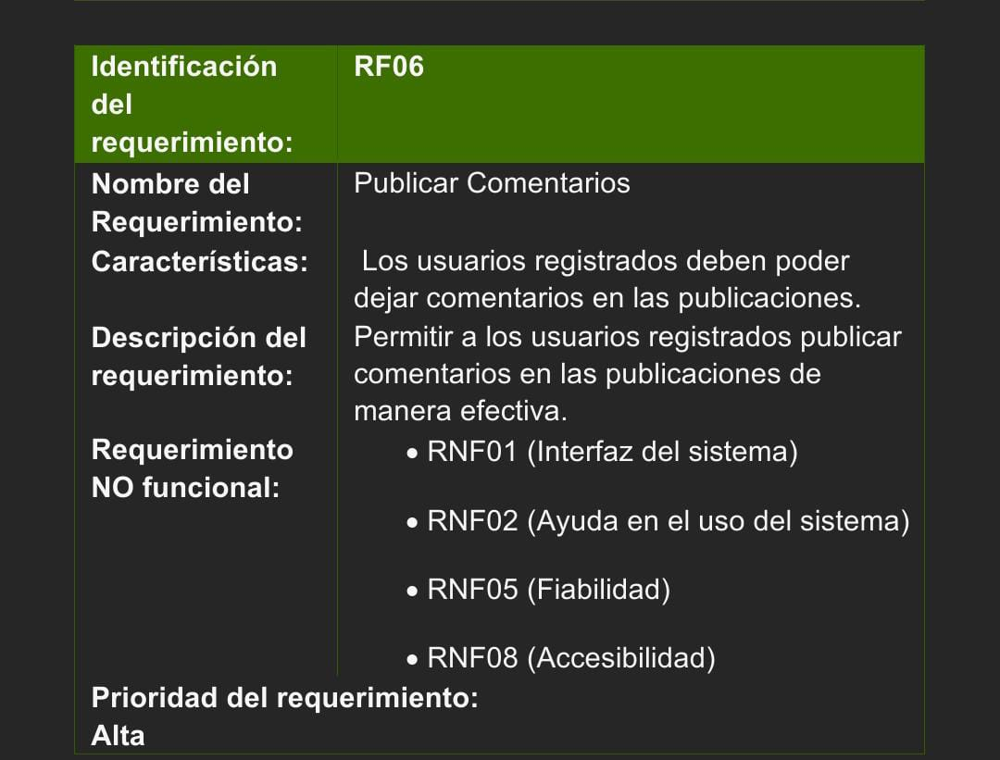 Identificación RF06
del
requerimiento:
Nombre del Publicar Comentarios
Requerimiento:
Características: Los usuarios registrados deben poder
dejar comentarios en las publicaciones.
Descripción del Permitir a los usuarios registrados publicar
requerimiento: comentarios en las publicaciones de
manera efectiva.
Requerimiento • RNF01 (Interfaz del sistema)
NO funcional:
• RNF02 (Ayuda en el uso del sistema)
• RNF05 (Fiabilidad)
• RNF08 (Accesibilidad)
Prioridad del requerimiento:
Alta